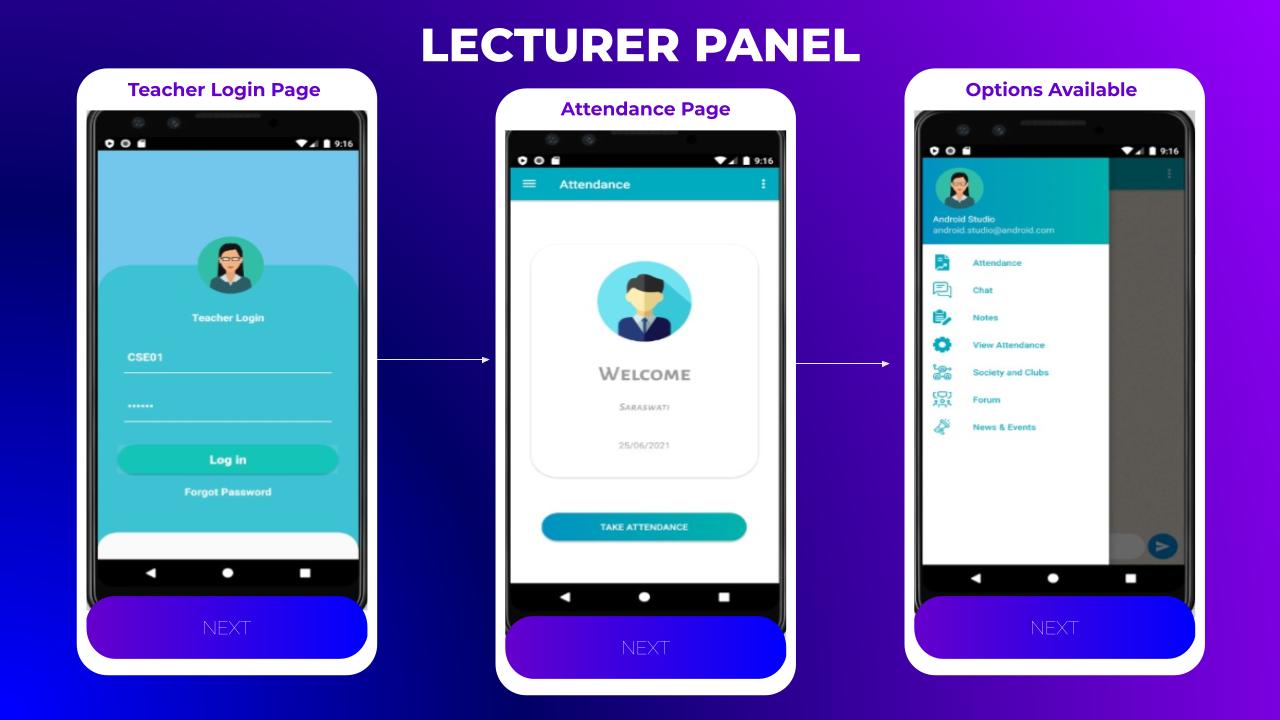 LECTURER PANEL
Teacher Login Page
9:16
Teacher Login
CSE01
••••••
Log in
Forgot Password
NEXT
Attendance Page
9:16
Attendance
WELCOME
SARASWATI
25/06/2021
TAKE ATTENDANCE
NEXT
Options Available
9:16
Android Studio
android.studio@android.com
Attendance
Chat
Notes
View Attendance
Society and Clubs
Forum
News & Events
NEXT